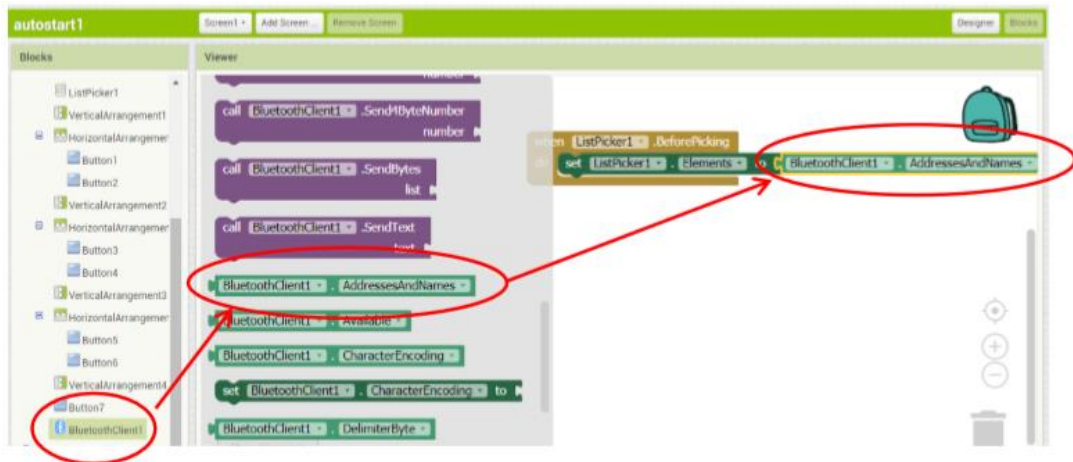 autostart1
Screen1
Add Screen ...
Remove Screen
Designer
Blocks
Blocks
Viewer
ListPicker1
VerticalArrangement1
HorizontalArrangemer
Button1
Button2
VerticalArrangement2
HorizontalArrangemer
Button3
Button4
VerticalArrangement3
HorizontalArrangemer
Button5
Button6
VerticalArrangement4
Button7
BluetoothClient1
number
call BluetoothClient1 .Send4ByteNumber
number
call BluetoothClient1 .SendBytes
list
call BluetoothClient1 .SendText
text
BluetoothClient1 . AddressesAndNames
BluetoothClient1 . Available
BluetoothClient1 . CharacterEncoding
set BluetoothClient1 . CharacterEncoding to
BluetoothClient1 . DelimiterByte
when ListPicker1 .BeforePicking
do set ListPicker1 . Elements to BluetoothClient1 . AddressesAndNames